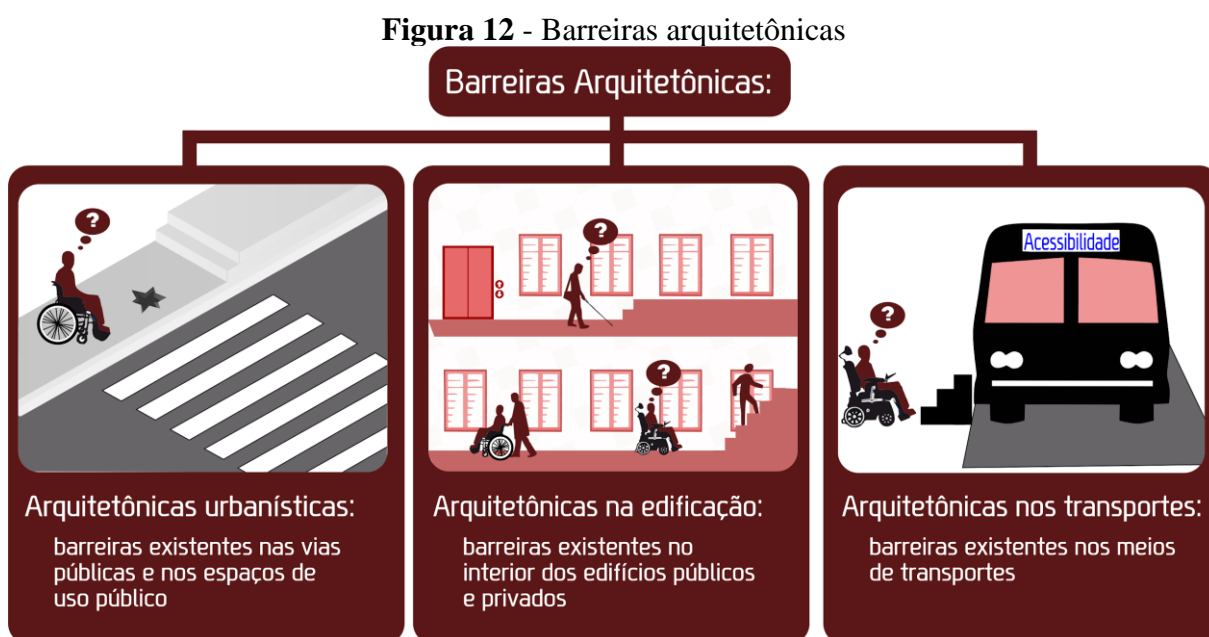 Figura 12 - Barreiras arquitetônicas
Barreiras Arquitetônicas:
?
?
?
Acessibilidade
?
Arquitetônicas urbanísticas:
barreiras existentes nas vias
públicas e nos espaços de
uso público
Arquitetônicas na edificação:
barreiras existentes no
interior dos edifícios públicos
e privados
Arquitetônicas nos transportes:
barreiras existentes nos meios
de transportes